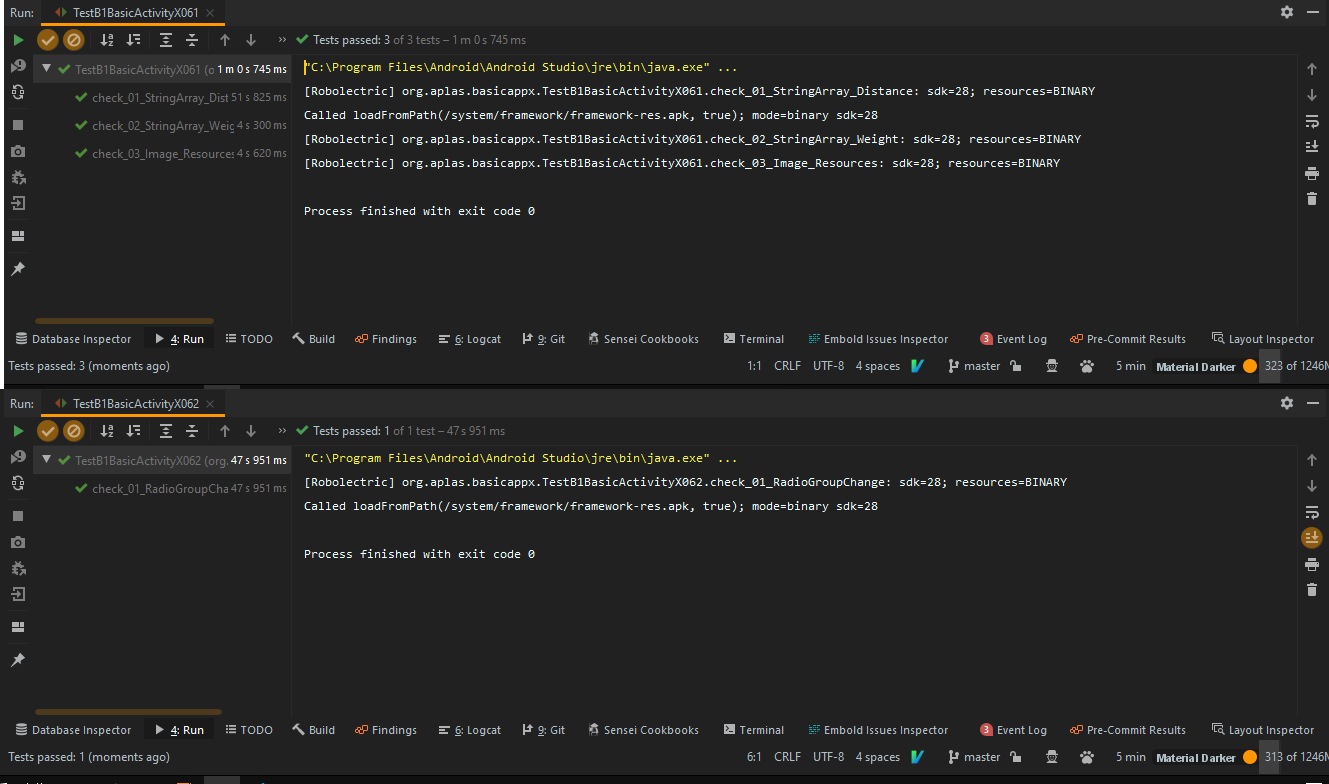 Run: TestB1BasicActivityX061
Tests passed: 3 of 3 tests – 1 m 0 s 745 ms
TestB1BasicActivityX061 (o 1 m 0 s 745 ms
check_01_StringArray_Dist 51 s 825 ms
check_02_StringArray_Weig 4 s 300 ms
check_03_Image_Resources 4 s 620 ms
"C:\Program Files\Android\Android Studio\jre\bin\java.exe" ...
[Robolectric] org.aplas.basicappx.TestB1BasicActivityX061.check_01_StringArray_Distance: sdk=28; resources=BINARY
Called loadFromPath(/system/framework/framework-res.apk, true); mode=binary sdk=28
[Robolectric] org.aplas.basicappx.TestB1BasicActivityX061.check_02_StringArray_Weight: sdk=28; resources=BINARY
[Robolectric] org.aplas.basicappx.TestB1BasicActivityX061.check_03_Image_Resources: sdk=28; resources=BINARY
Process finished with exit code 0
Database Inspector 4: Run TODO Build Findings 6: Logcat 9: Git Sensei Cookbooks Terminal Embold Issues Inspector 3 Event Log Pre-Commit Results Layout Inspector
Tests passed: 3 (moments ago) 1:1 CRLF UTF-8 4 spaces master 5 min Material Darker 323 of 1246M
Run: TestB1BasicActivityX062
Tests passed: 1 of 1 test – 47 s 951 ms
TestB1BasicActivityX062 (org. 47 s 951 ms
check_01_RadioGroupCha 47 s 951 ms
"C:\Program Files\Android\Android Studio\jre\bin\java.exe" ...
[Robolectric] org.aplas.basicappx.TestB1BasicActivityX062.check_01_RadioGroupChange: sdk=28; resources=BINARY
Called loadFromPath(/system/framework/framework-res.apk, true); mode=binary sdk=28
Process finished with exit code 0
Database Inspector 4: Run TODO Build Findings 6: Logcat 9: Git Sensei Cookbooks Terminal Embold Issues Inspector 3 Event Log Pre-Commit Results Layout Inspector
Tests passed: 1 (moments ago) 6:1 CRLF UTF-8 4 spaces master 5 min Material Darker 313 of 1246M